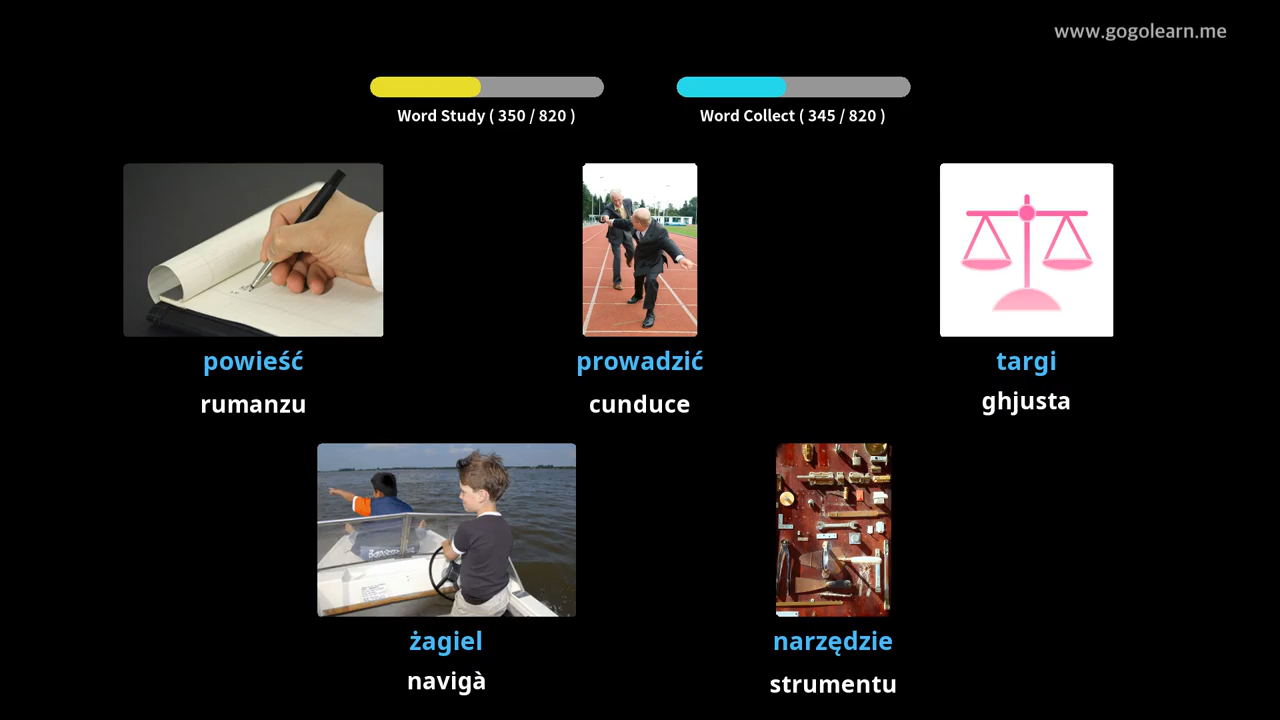 www.gogolearn.me
Word Study ( 350 / 820 )
Word Collect ( 345 / 820 )
powieść
prowadzić
targi
rumanzu
cunduce
ghjusta
żagiel
narzędzie
navigà
strumentu